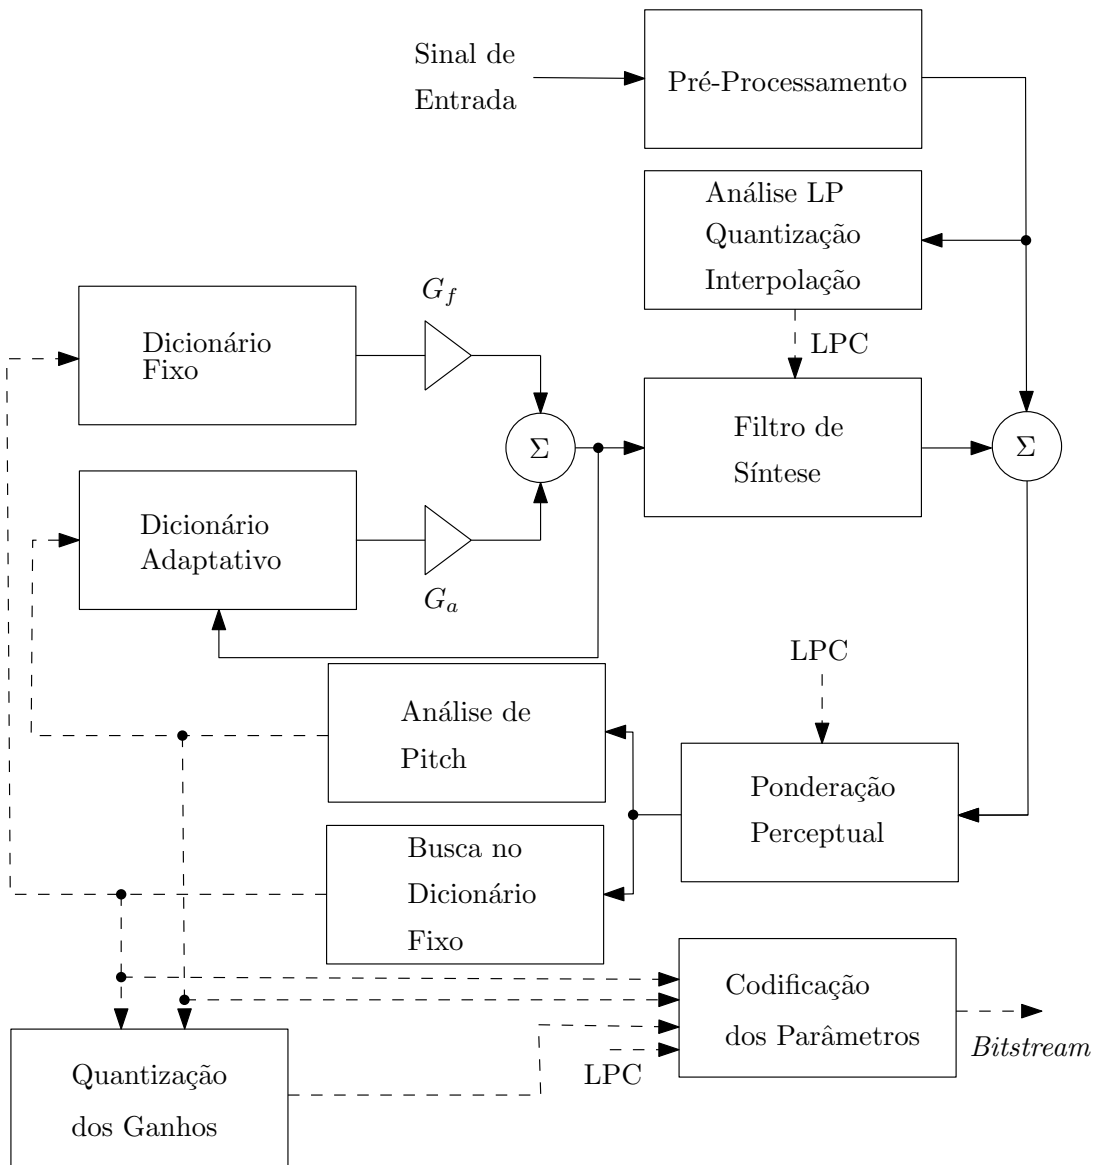 Sinal de
Entrada
Pré-Processamento
Análise LP
Quantização
Interpolação
LPC
G_f
Dicionário
Fixo
Σ
Filtro de
Síntese
Σ
Dicionário
Adaptativo
G_a
LPC
Análise de
Pitch
Ponderação
Perceptual
Busca no
Dicionário
Fixo
Codificação
dos Parâmetros
Bitstream
LPC
Quantização
dos Ganhos